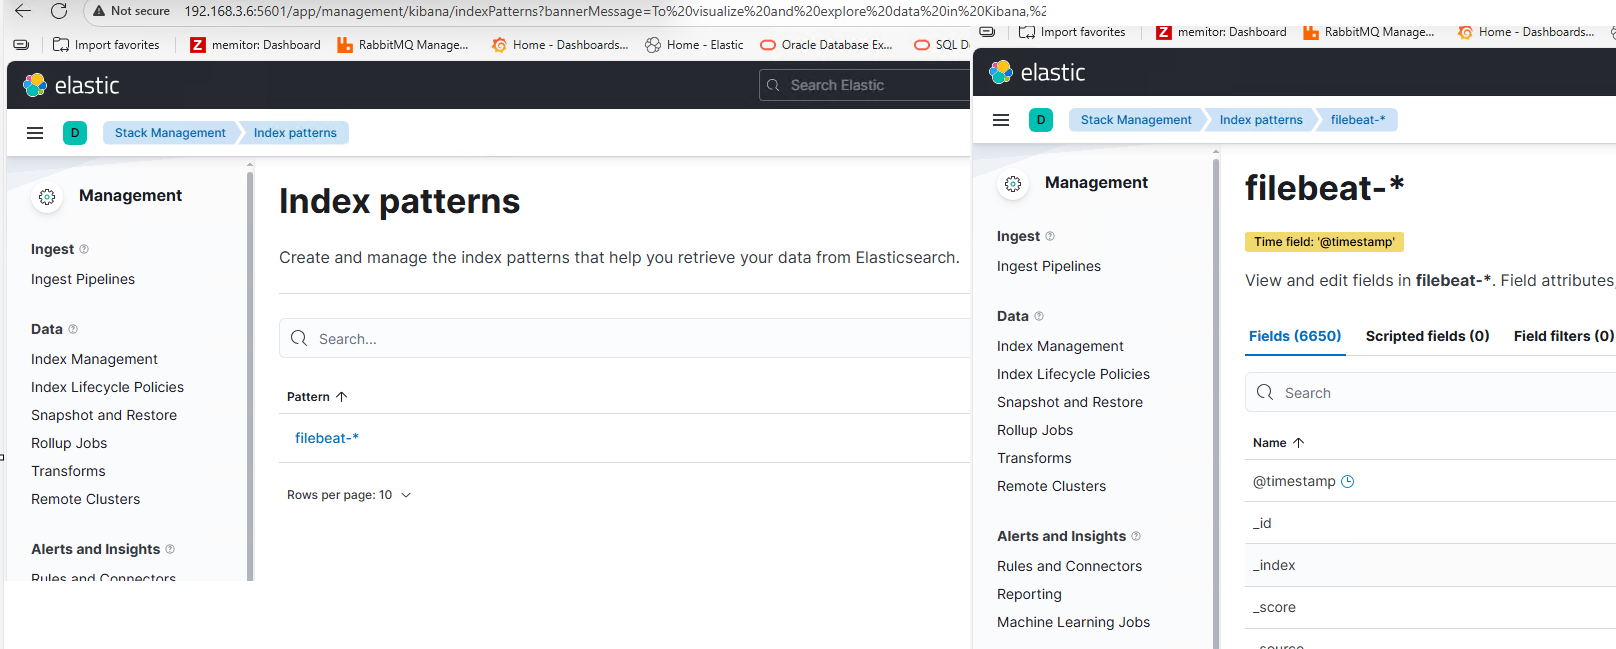 Not secure 192.168.3.6:5601/app/management/kibana/indexPatterns?bannerMessage=To%20visualize%20and%20explore%20data%20in%20Kibana,%2
Import favorites memitor: Dashboard RabbitMQ Manage... Home - Dashboards... Home - Elastic Oracle Database Ex... SQL D
elastic
Search Elastic
D Stack Management Index patterns
Management
Ingest
Ingest Pipelines
Data
Index Management
Index Lifecycle Policies
Snapshot and Restore
Rollup Jobs
Transforms
Remote Clusters
Alerts and Insights
Rules and Connectors
Index patterns
Create and manage the index patterns that help you retrieve your data from Elasticsearch.
Search...
Pattern
filebeat-*
Rows per page: 10
Import favorites memitor: Dashboard RabbitMQ Manage... Home - Dashboards...
elastic
D Stack Management Index patterns filebeat-*
Management
Ingest
Ingest Pipelines
Data
Index Management
Index Lifecycle Policies
Snapshot and Restore
Rollup Jobs
Transforms
Remote Clusters
Alerts and Insights
Rules and Connectors
Reporting
Machine Learning Jobs
filebeat-*
Time field: '@timestamp'
View and edit fields in filebeat-*. Field attributes,
Fields (6650) Scripted fields (0) Field filters (0)
Search
Name
@timestamp
_id
_index
_score
_source